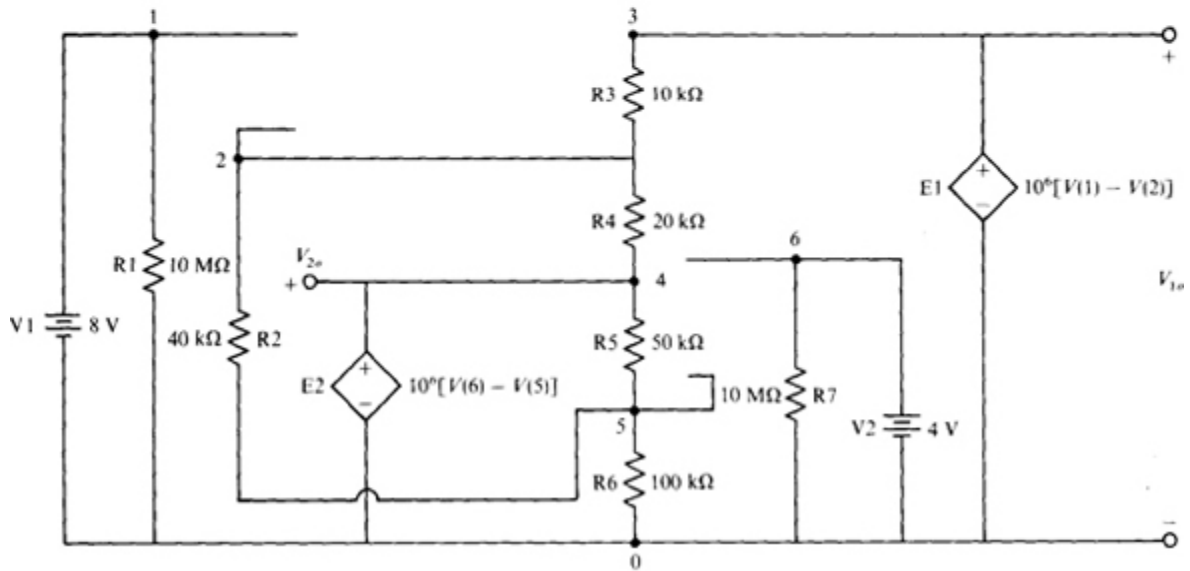 1
3
R3 10 kΩ
2
E1 10⁶[V(1) − V(2)]
+
−
+
R4 20 kΩ
6
R1 10 MΩ
V₂ₒ
+
4
V₁ₒ
V1 8 V
40 kΩ R2
R5 50 kΩ
E2 10⁶[V(6) − V(5)]
+
−
10 MΩ R7
V2 4 V
5
R6 100 kΩ
−
0